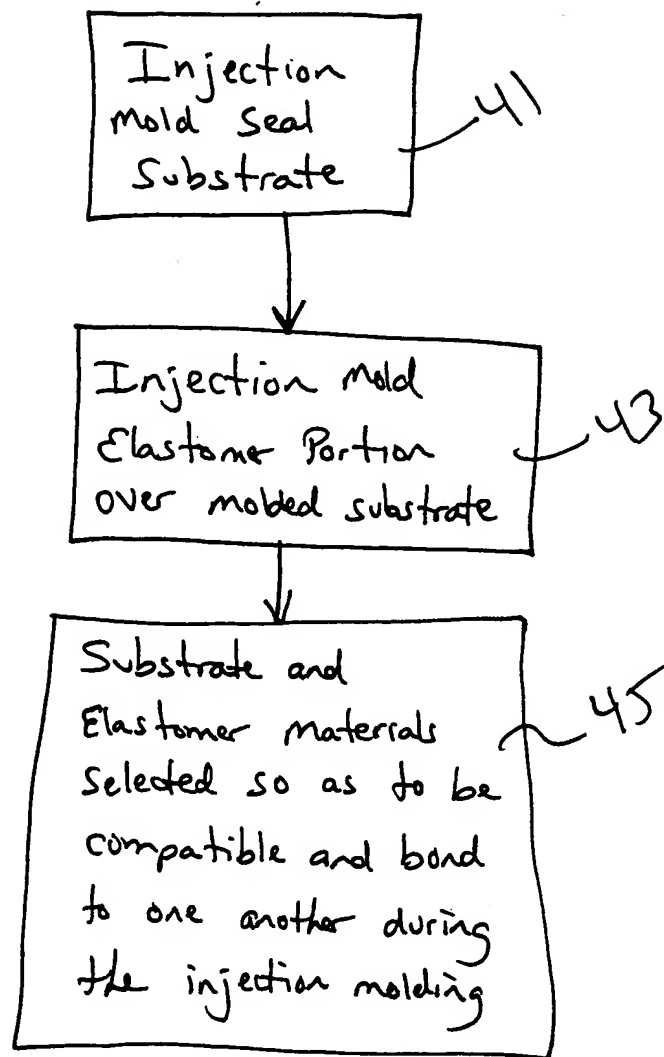 Injection
mold seal
Substrate
41
Injection mold
Elastomer Portion
over molded substrate
43
Substrate and
Elastomer materials
selected so as to be
compatible and bond
to one another during
the injection molding
45